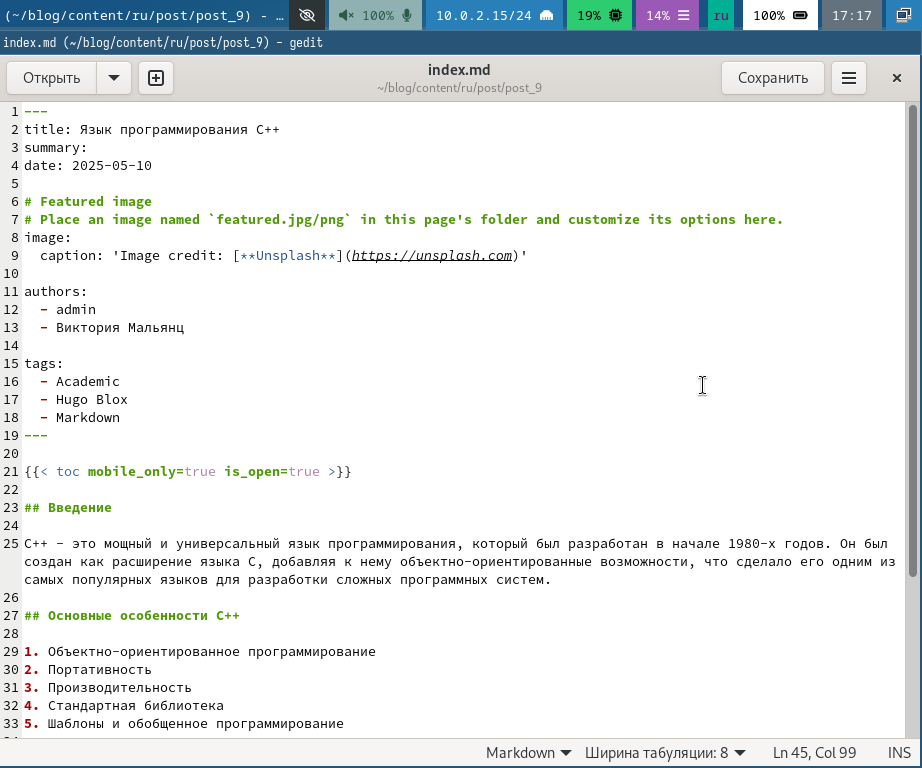 (~/blog/content/ru/post/post_9) - … 100% 10.0.2.15/24 19% 14% ru 100% 17:17
index.md (~/blog/content/ru/post/post_9) - gedit
Открыть
index.md
~/blog/content/ru/post/post_9
Сохранить
1 ---
2 title: Язык программирования C++
3 summary:
4 date: 2025-05-10
5
6 # Featured image
7 # Place an image named `featured.jpg/png` in this page's folder and customize its options here.
8 image:
9   caption: 'Image credit: [**Unsplash**](https://unsplash.com)'
10
11 authors:
12   - admin
13   - Виктория Мальянц
14
15 tags:
16   - Academic
17   - Hugo Blox
18   - Markdown
19 ---
20
21 {{< toc mobile_only=true is_open=true >}}
22
23 ## Введение
24
25 C++ - это мощный и универсальный язык программирования, который был разработан в начале 1980-х годов. Он был
создан как расширение языка C, добавляя к нему объектно-ориентированные возможности, что сделало его одним из
самых популярных языков для разработки сложных программных систем.
26
27 ## Основные особенности C++
28
29 1. Объектно-ориентированное программирование
30 2. Портативность
31 3. Производительность
32 4. Стандартная библиотека
33 5. Шаблоны и обобщенное программирование
Markdown Ширина табуляции: 8 Ln 45, Col 99 INS